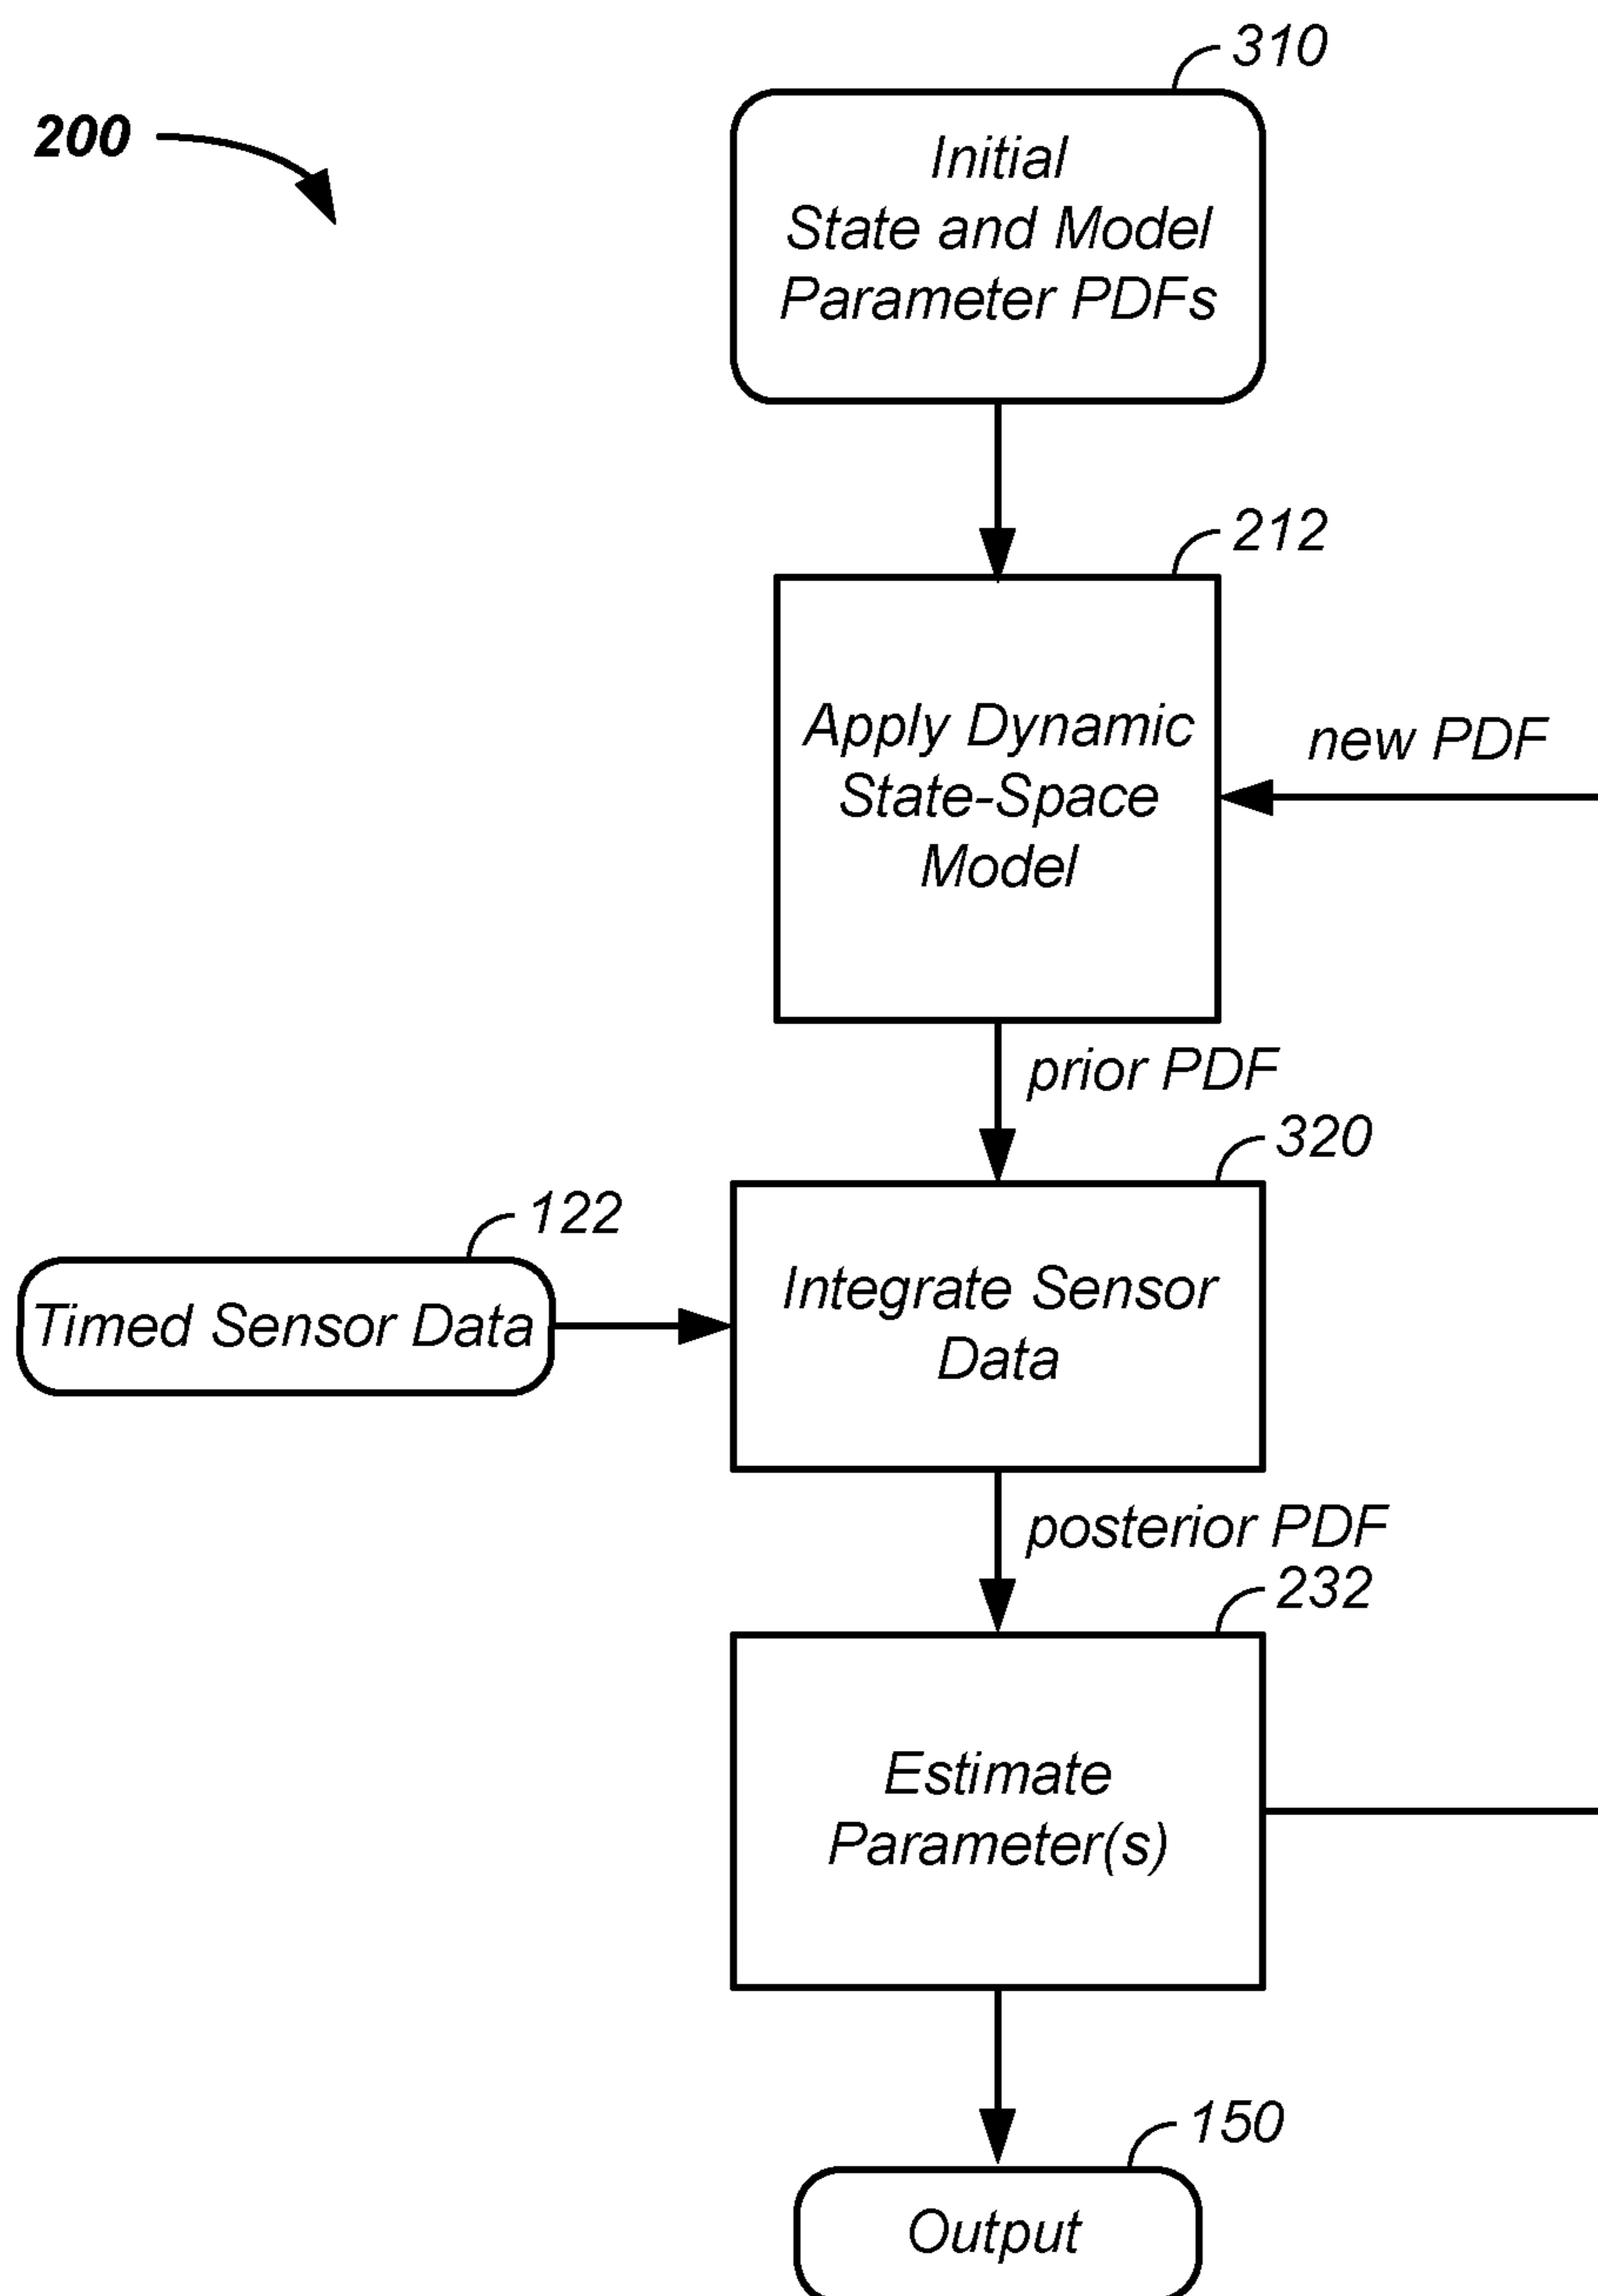 310
200
Initial
State and Model
Parameter PDFs
212
Apply Dynamic
State-Space
Model
new PDF
prior PDF
320
122
Timed Sensor Data
Integrate Sensor
Data
posterior PDF
232
Estimate
Parameter(s)
150
Output